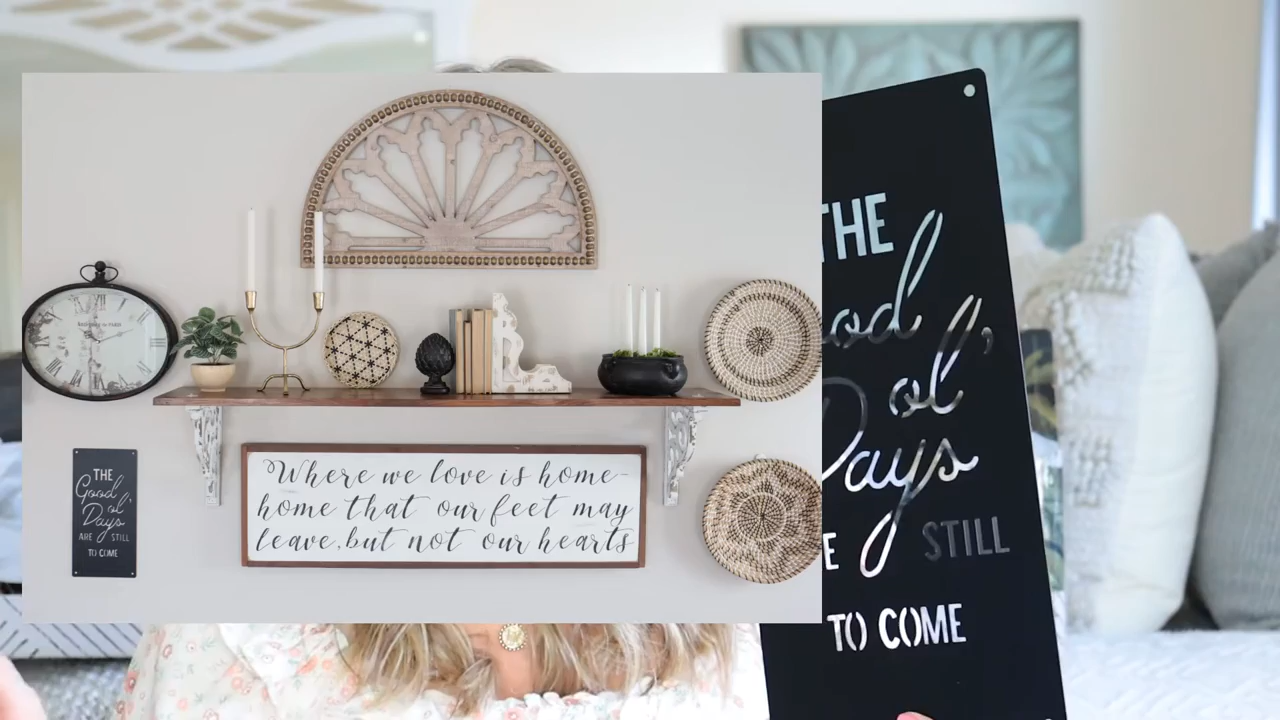 THE
Good
ol'
Days
ARE STILL
TO COME
Where we love is home-
home that our feet may
leave, but not our hearts
THE
od
ol'
Days
E STILL
TO COME